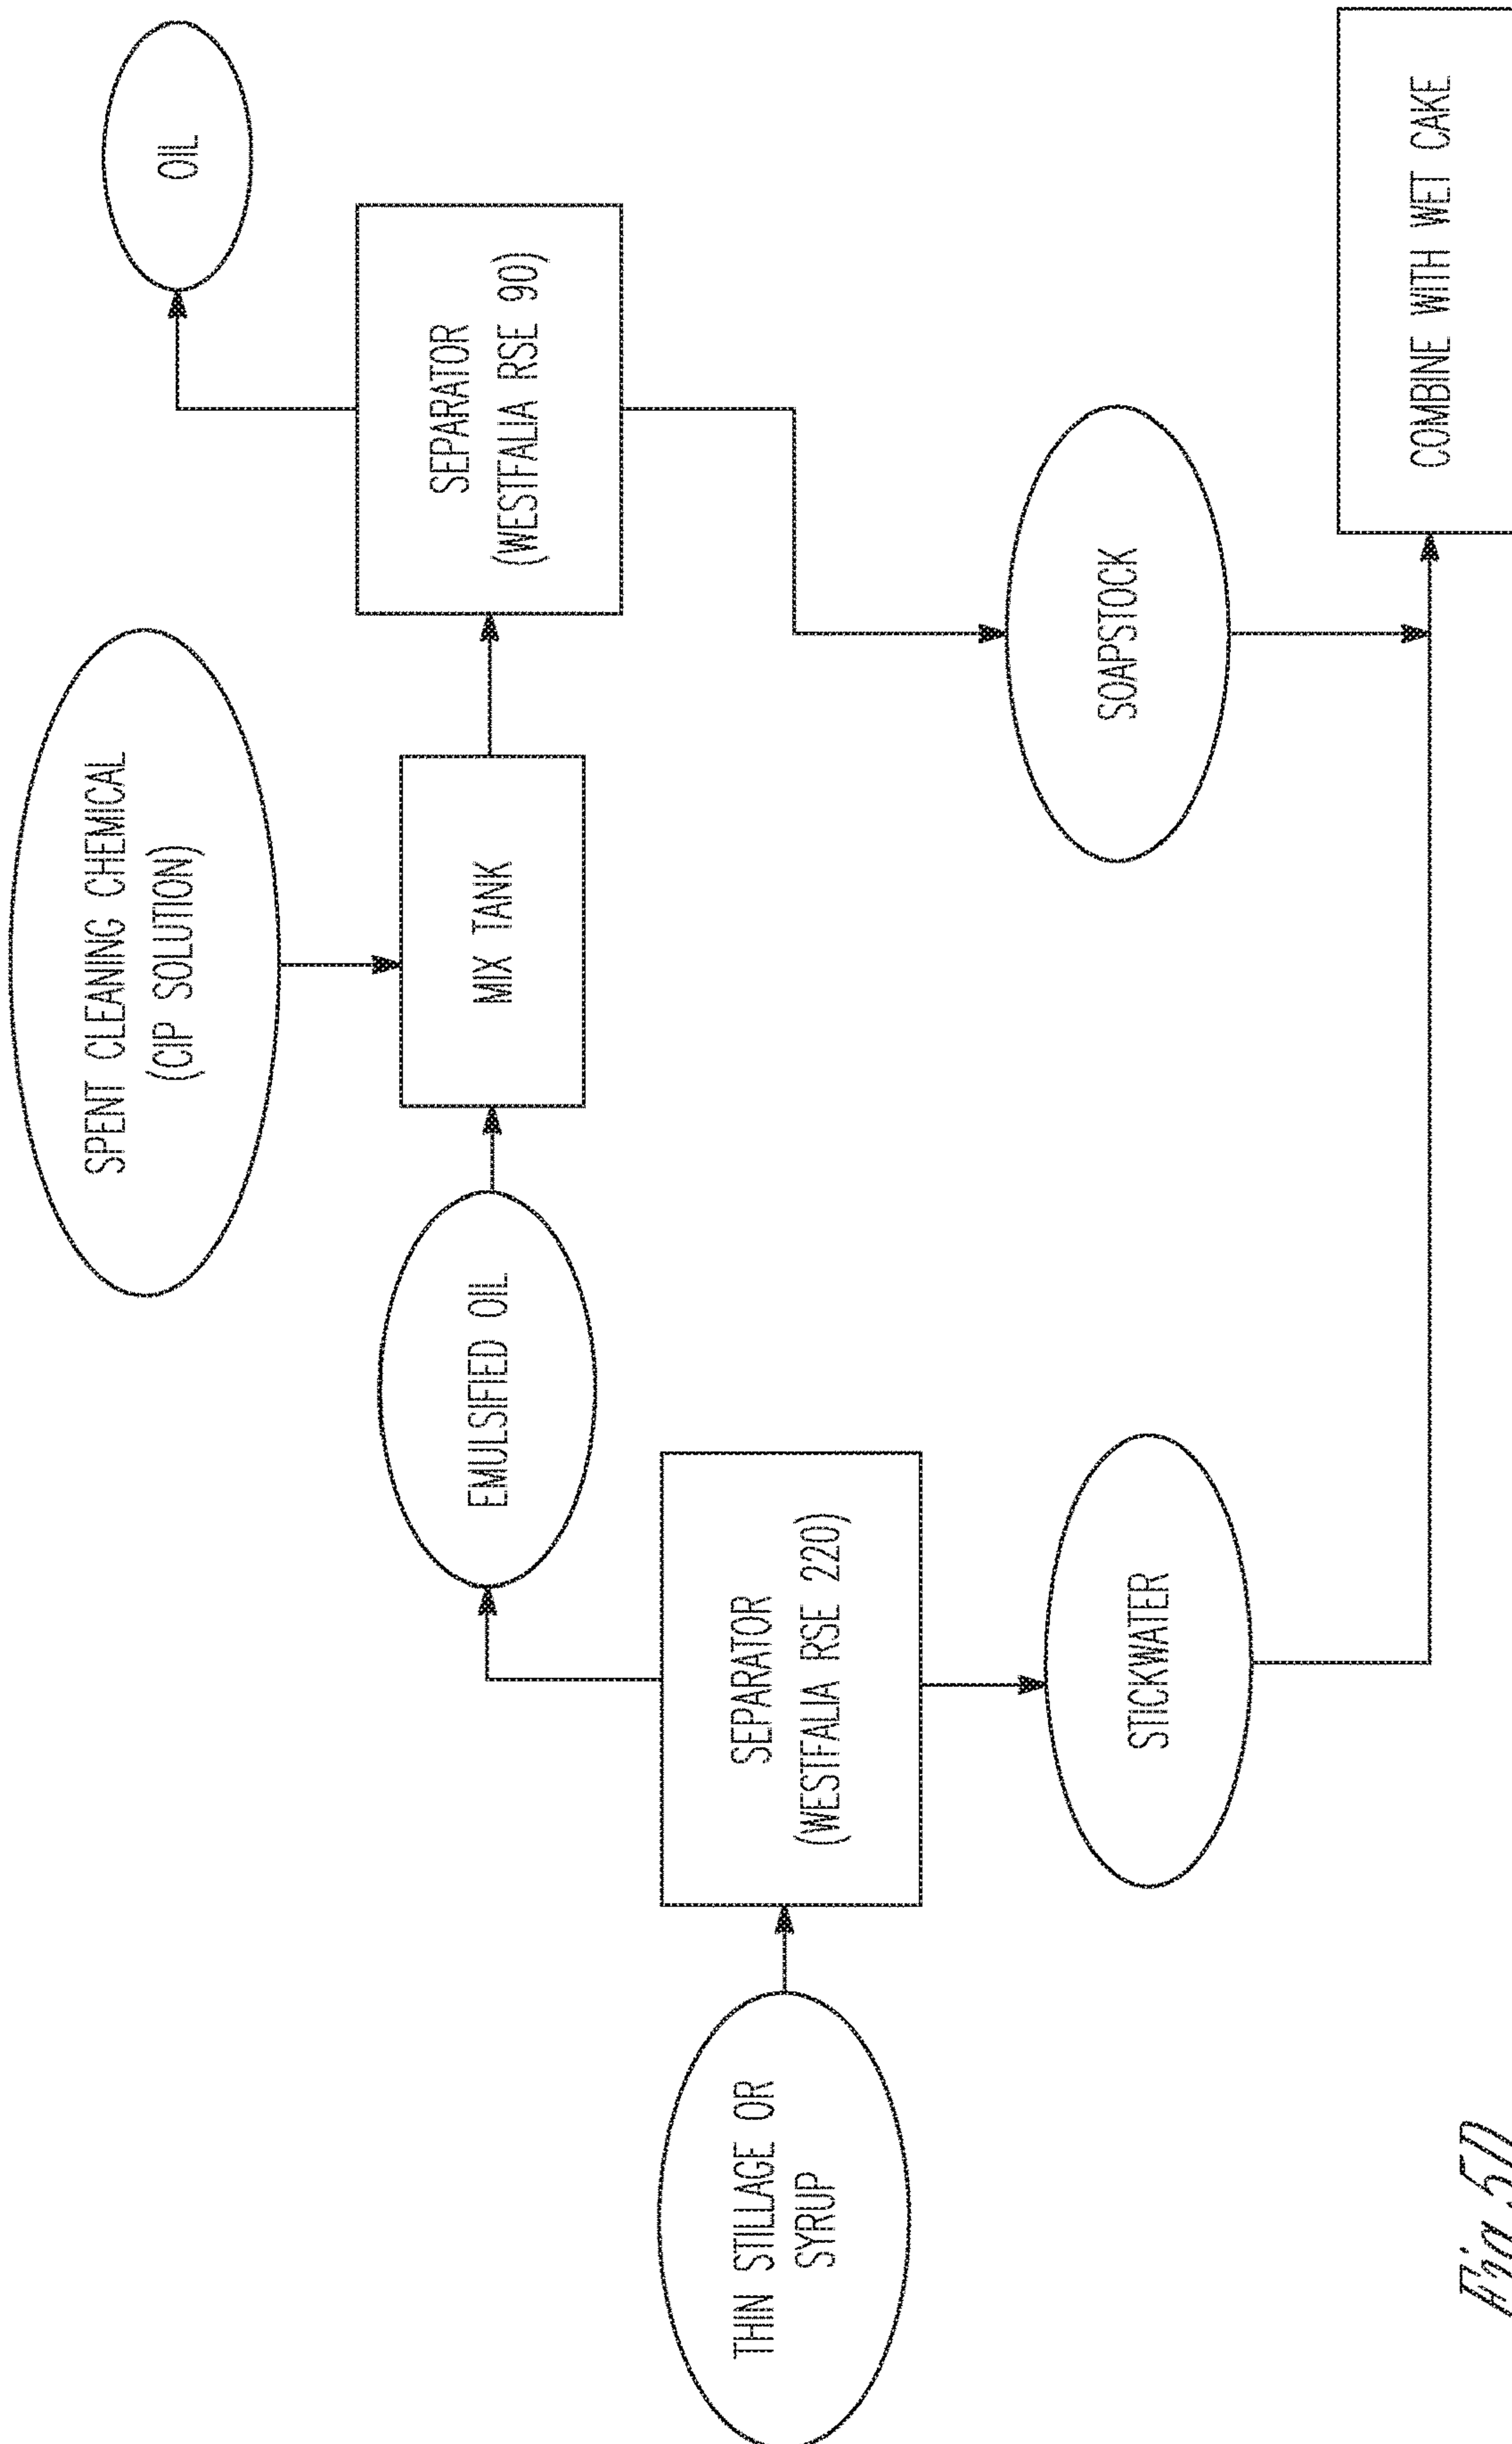 SPENT CLEANING CHEMICAL
(CIP SOLUTION)
OIL
EMULSIFIED OIL
MIX TANK
SEPARATOR
(WESTFALIA RSE 90)
THIN STILLAGE OR
SYRUP
SEPARATOR
(WESTFALIA RSE 220)
STICKWATER
SOAPSTOCK
COMBINE WITH WET CAKE
Fig. 5D